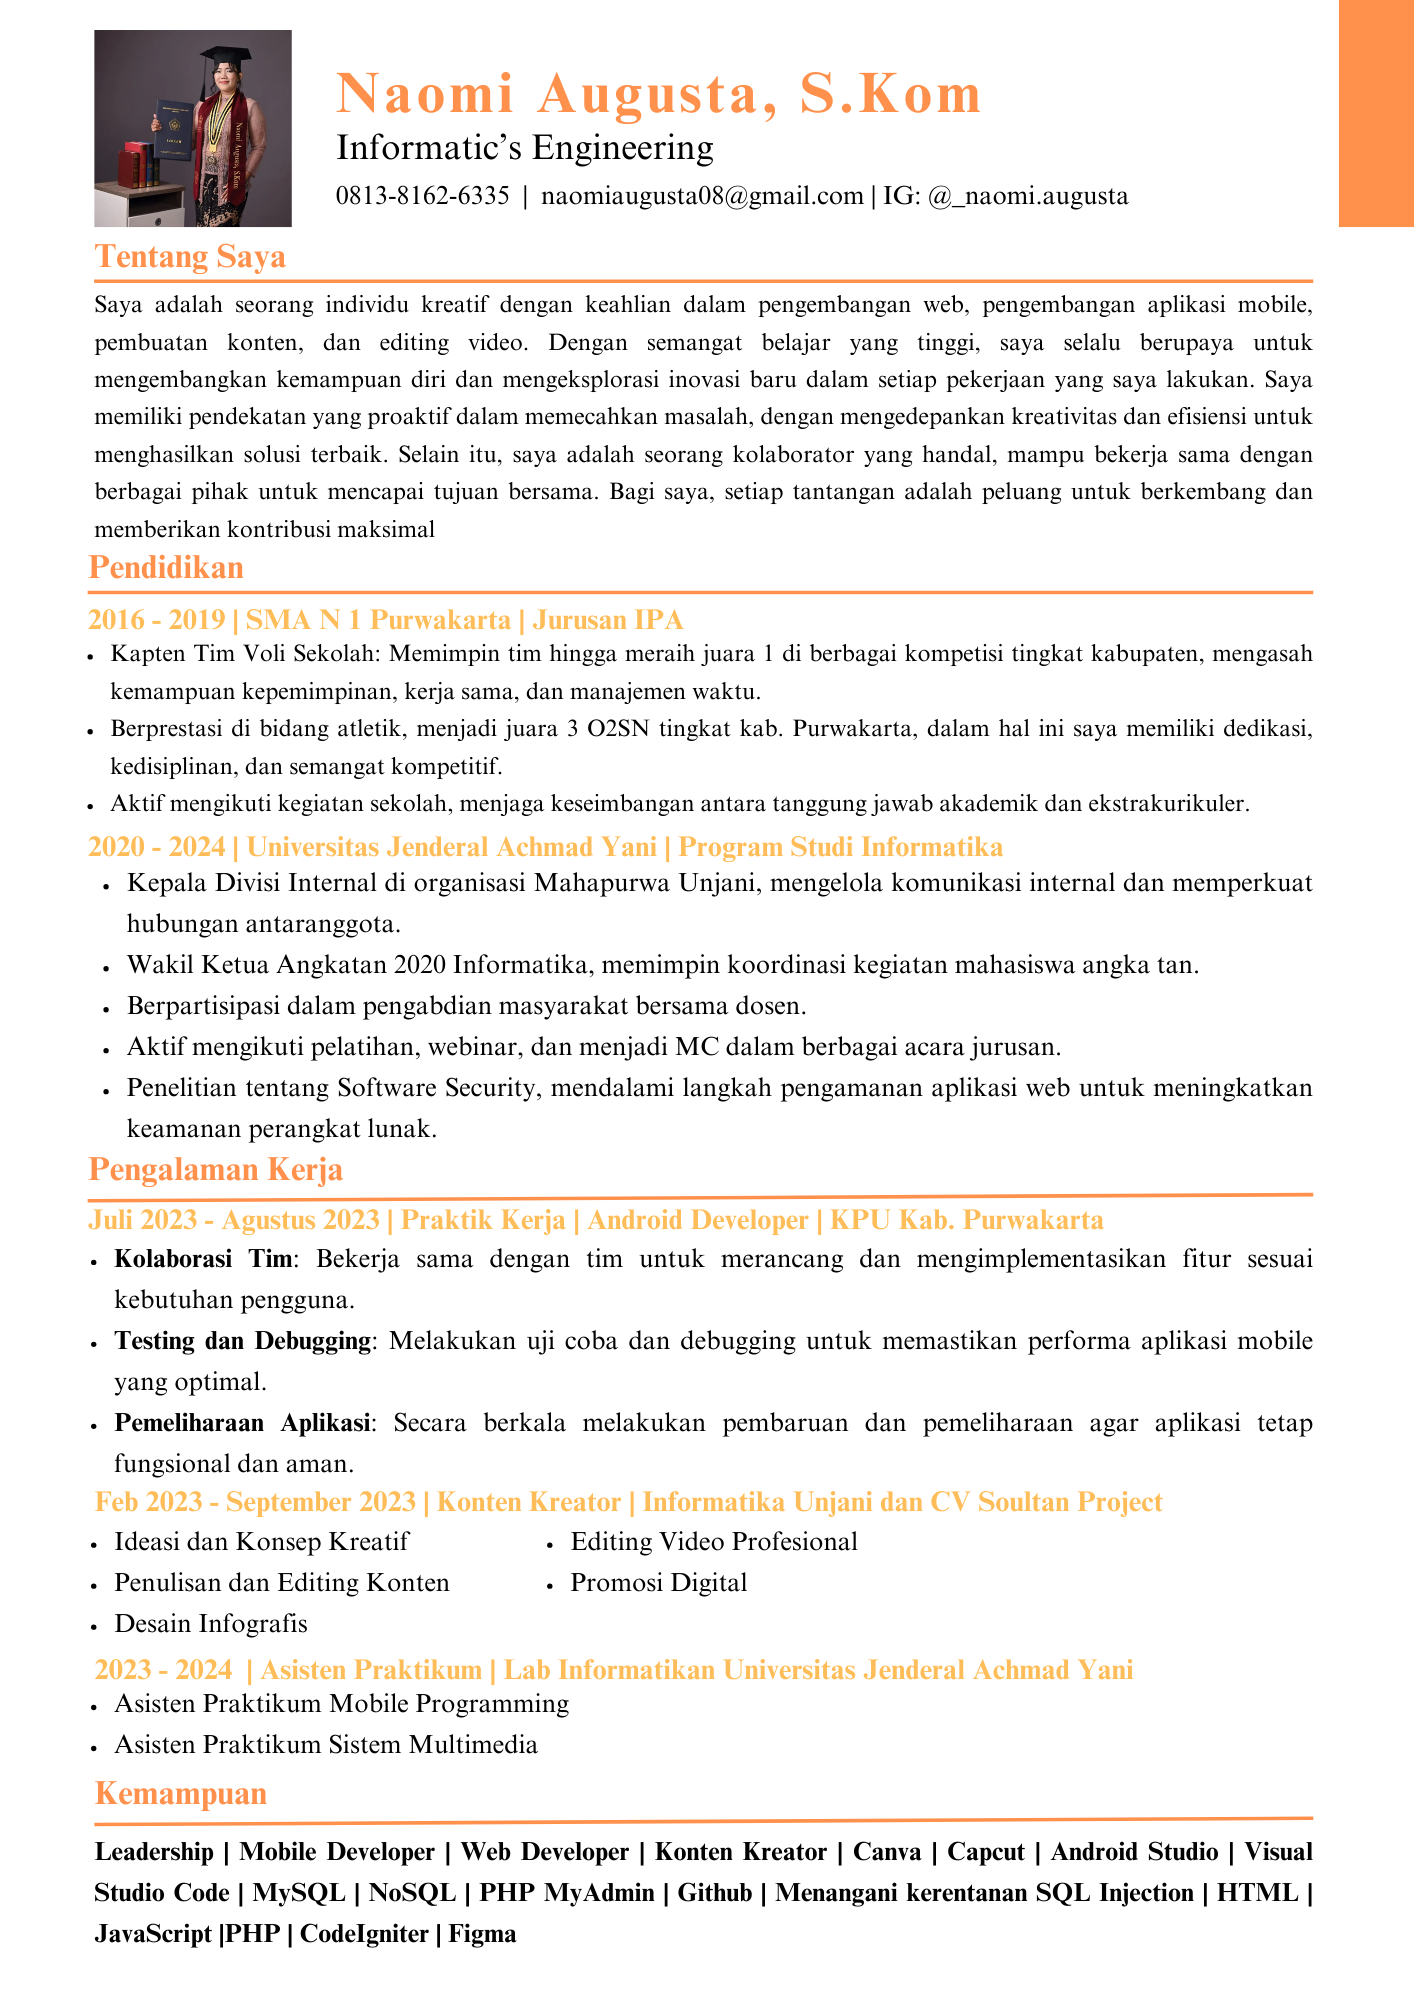 Naomi Augusta, S.Kom
Informatic’s Engineering
0813-8162-6335 | naomiaugusta08@gmail.com | IG: @_naomi.augusta
Naomi Augusta, S.Kom
Tentang Saya
Saya adalah seorang individu kreatif dengan keahlian dalam pengembangan web, pengembangan aplikasi mobile,
pembuatan konten, dan editing video. Dengan semangat belajar yang tinggi, saya selalu berupaya untuk
mengembangkan kemampuan diri dan mengeksplorasi inovasi baru dalam setiap pekerjaan yang saya lakukan. Saya
memiliki pendekatan yang proaktif dalam memecahkan masalah, dengan mengedepankan kreativitas dan efisiensi untuk
menghasilkan solusi terbaik. Selain itu, saya adalah seorang kolaborator yang handal, mampu bekerja sama dengan
berbagai pihak untuk mencapai tujuan bersama. Bagi saya, setiap tantangan adalah peluang untuk berkembang dan
memberikan kontribusi maksimal
Pendidikan
2016 - 2019 | SMA N 1 Purwakarta | Jurusan IPA
• Kapten Tim Voli Sekolah: Memimpin tim hingga meraih juara 1 di berbagai kompetisi tingkat kabupaten, mengasah
kemampuan kepemimpinan, kerja sama, dan manajemen waktu.
• Berprestasi di bidang atletik, menjadi juara 3 O2SN tingkat kab. Purwakarta, dalam hal ini saya memiliki dedikasi,
kedisiplinan, dan semangat kompetitif.
• Aktif mengikuti kegiatan sekolah, menjaga keseimbangan antara tanggung jawab akademik dan ekstrakurikuler.
2020 - 2024 | Universitas Jenderal Achmad Yani | Program Studi Informatika
• Kepala Divisi Internal di organisasi Mahapurwa Unjani, mengelola komunikasi internal dan memperkuat
hubungan antaranggota.
• Wakil Ketua Angkatan 2020 Informatika, memimpin koordinasi kegiatan mahasiswa angka tan.
• Berpartisipasi dalam pengabdian masyarakat bersama dosen.
• Aktif mengikuti pelatihan, webinar, dan menjadi MC dalam berbagai acara jurusan.
• Penelitian tentang Software Security, mendalami langkah pengamanan aplikasi web untuk meningkatkan
keamanan perangkat lunak.
Pengalaman Kerja
Juli 2023 - Agustus 2023 | Praktik Kerja | Android Developer | KPU Kab. Purwakarta
• Kolaborasi Tim: Bekerja sama dengan tim untuk merancang dan mengimplementasikan fitur sesuai
kebutuhan pengguna.
• Testing dan Debugging: Melakukan uji coba dan debugging untuk memastikan performa aplikasi mobile
yang optimal.
• Pemeliharaan Aplikasi: Secara berkala melakukan pembaruan dan pemeliharaan agar aplikasi tetap
fungsional dan aman.
Feb 2023 - September 2023 | Konten Kreator | Informatika Unjani dan CV Soultan Project
• Ideasi dan Konsep Kreatif
• Penulisan dan Editing Konten
• Desain Infografis
• Editing Video Profesional
• Promosi Digital
2023 - 2024 | Asisten Praktikum | Lab Informatikan Universitas Jenderal Achmad Yani
• Asisten Praktikum Mobile Programming
• Asisten Praktikum Sistem Multimedia
Kemampuan
Leadership | Mobile Developer | Web Developer | Konten Kreator | Canva | Capcut | Android Studio | Visual
Studio Code | MySQL | NoSQL | PHP MyAdmin | Github | Menangani kerentanan SQL Injection | HTML |
JavaScript |PHP | CodeIgniter | Figma